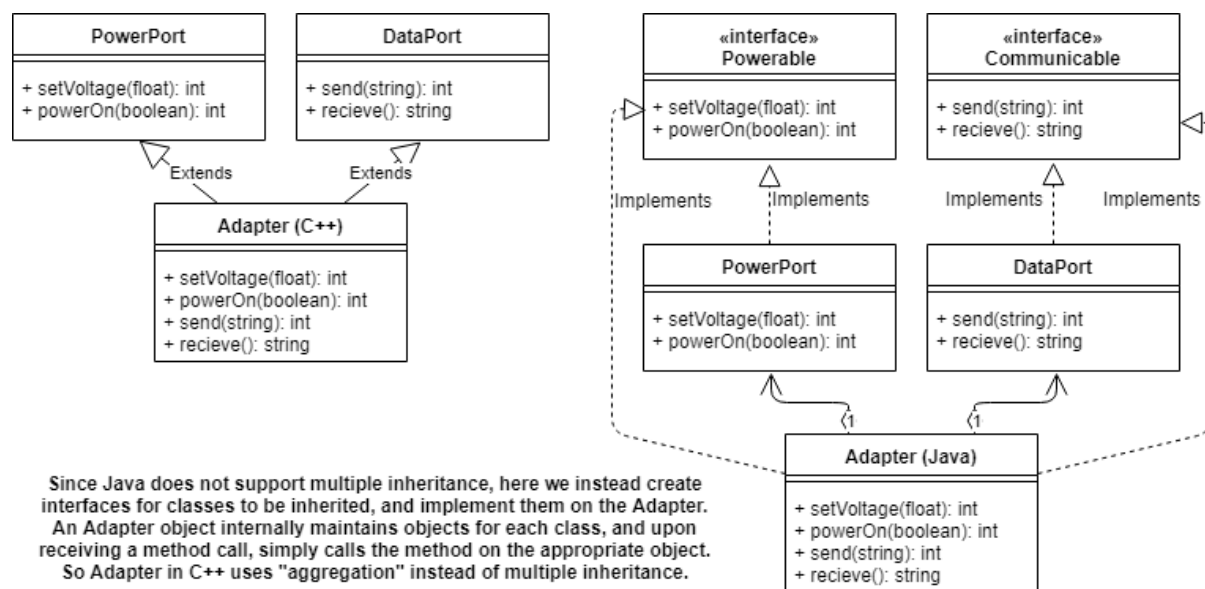 PowerPort
+ setVoltage(float): int
+ powerOn(boolean): int
DataPort
+ send(string): int
+ recieve(): string
Extends
Extends
Adapter (C++)
+ setVoltage(float): int
+ powerOn(boolean): int
+ send(string): int
+ recieve(): string
Since Java does not support multiple inheritance, here we instead create
interfaces for classes to be inherited, and implement them on the Adapter.
An Adapter object internally maintains objects for each class, and upon
receiving a method call, simply calls the method on the appropriate object.
So Adapter in C++ uses "aggregation" instead of multiple inheritance.
«interface»
Powerable
+ setVoltage(float): int
+ powerOn(boolean): int
«interface»
Communicable
+ send(string): int
+ recieve(): string
Implements
Implements
Implements
Implements
PowerPort
+ setVoltage(float): int
+ powerOn(boolean): int
DataPort
+ send(string): int
+ recieve(): string
1
1
Adapter (Java)
+ setVoltage(float): int
+ powerOn(boolean): int
+ send(string): int
+ recieve(): string